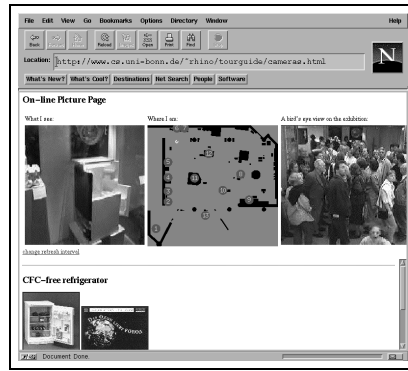 File Edit View Go Bookmarks Options Directory Window Help
Back Reload Open Print Find
Location: http://www.cs.uni-bonn.de/~rhino/tourguide/cameras.html
What's New? What's Cool? Destinations Net Search People Software
On-line Picture Page
What I see: Where I am: A bird's eye view on the exhibition:
change refresh interval
CFC-free refrigerator
Document Done.